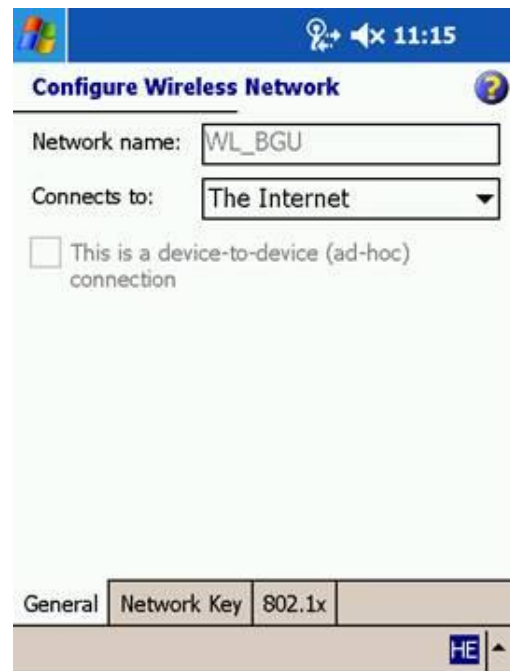 11:15
Configure Wireless Network
Network name: WL_BGU
Connects to: The Internet
This is a device-to-device (ad-hoc)
connection
General Network Key 802.1x
HE